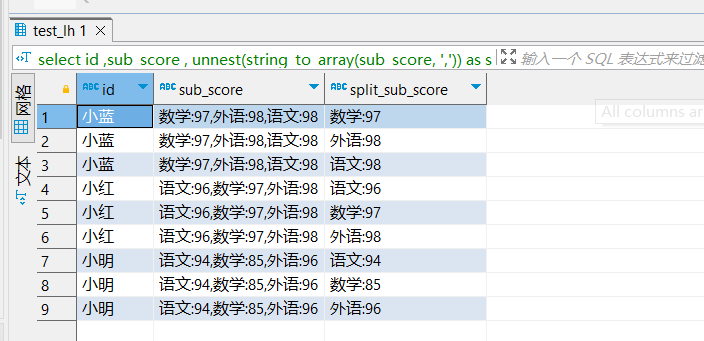 test_lh 1
select id ,sub_score , unnest(string_to_array(sub_score, ',')) as s 输入一个 SQL 表达式来过滤
网格
文本
ABC id ABC sub_score ABC split_sub_score
All columns ar
1 小蓝 数学:97,外语:98,语文:98 数学:97
2 小蓝 数学:97,外语:98,语文:98 外语:98
3 小蓝 数学:97,外语:98,语文:98 语文:98
4 小红 语文:96,数学:97,外语:98 语文:96
5 小红 语文:96,数学:97,外语:98 数学:97
6 小红 语文:96,数学:97,外语:98 外语:98
7 小明 语文:94,数学:85,外语:96 语文:94
8 小明 语文:94,数学:85,外语:96 数学:85
9 小明 语文:94,数学:85,外语:96 外语:96